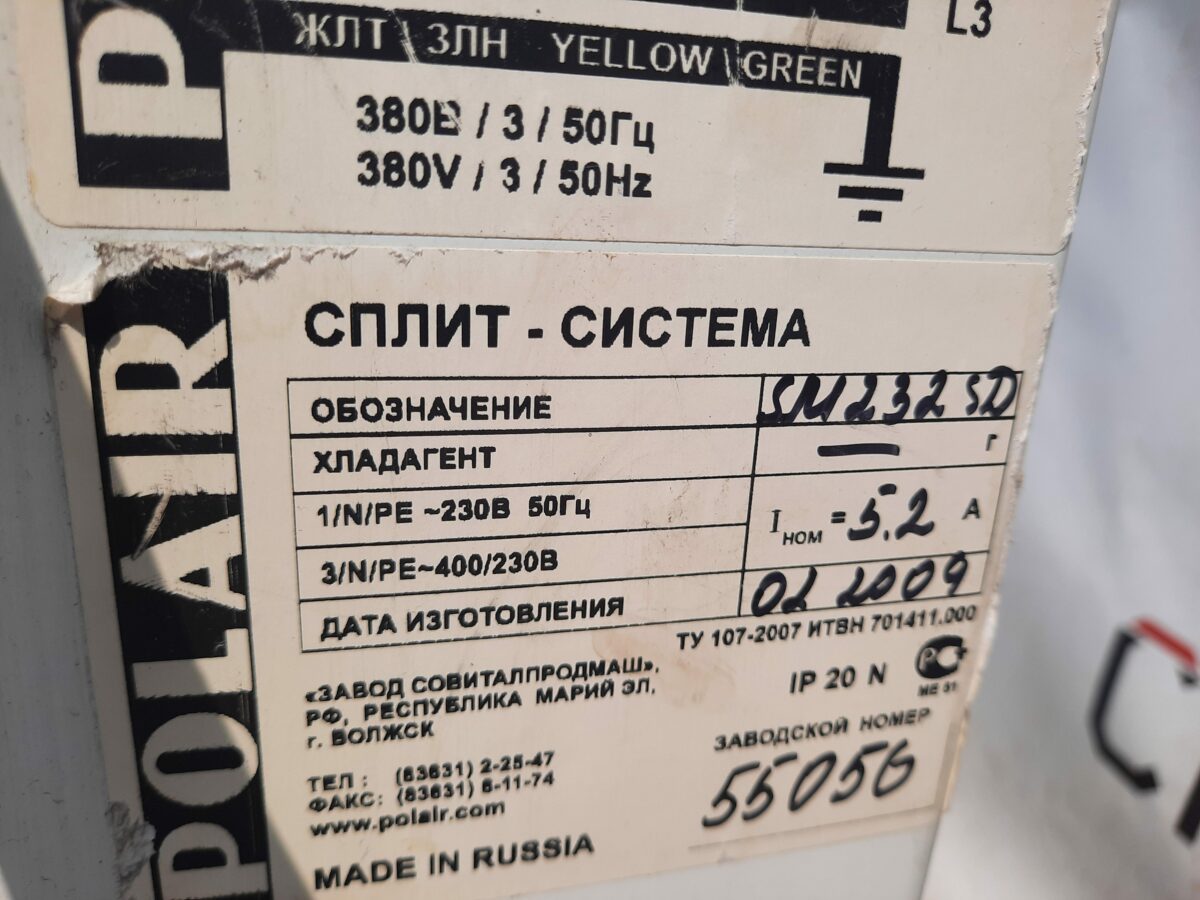 L3
ЖЛТ \ ЗЛН YELLOW \ GREEN
380В / 3 / 50Гц
380V / 3 / 50Hz
P
POLAIR
СПЛИТ - СИСТЕМА
ОБОЗНАЧЕНИЕ SM232SD
ХЛАДАГЕНТ — г
1/N/PE ~230В 50Гц
Iном = 5.2 А
3/N/PE~400/230В
ДАТА ИЗГОТОВЛЕНИЯ 02 2009
ТУ 107-2007 ИТВН 701411.000
«ЗАВОД СОВИТАЛПРОДМАШ»,
РФ, РЕСПУБЛИКА МАРИЙ ЭЛ,
г. ВОЛЖСК
IP 20 N
РСТ
МЕ 61
ТЕЛ : (83631) 2-25-47
ФАКС: (83631) 6-11-74
www.polair.com
ЗАВОДСКОЙ НОМЕР
55056
MADE IN RUSSIA